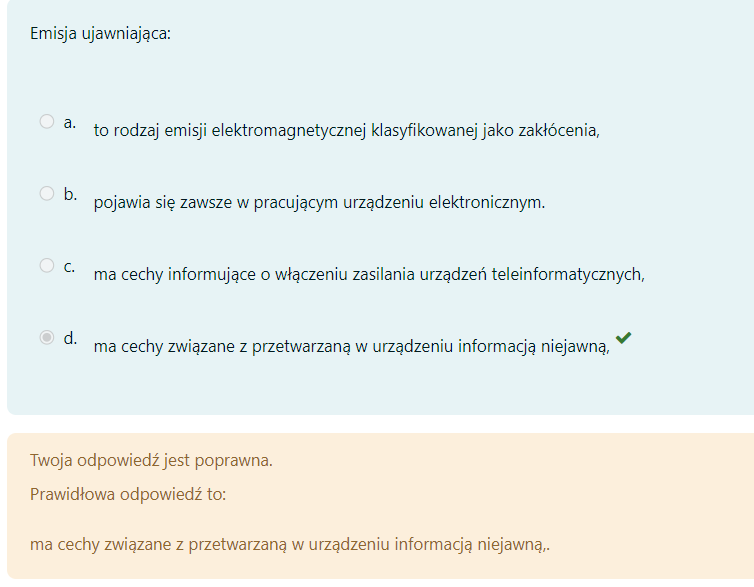 Emisja ujawniająca:
a. to rodzaj emisji elektromagnetycznej klasyfikowanej jako zakłócenia,
b. pojawia się zawsze w pracującym urządzeniu elektronicznym.
c. ma cechy informujące o włączeniu zasilania urządzeń teleinformatycznych,
d. ma cechy związane z przetwarzaną w urządzeniu informacją niejawną,
Twoja odpowiedź jest poprawna.
Prawidłowa odpowiedź to:
ma cechy związane z przetwarzaną w urządzeniu informacją niejawną,.